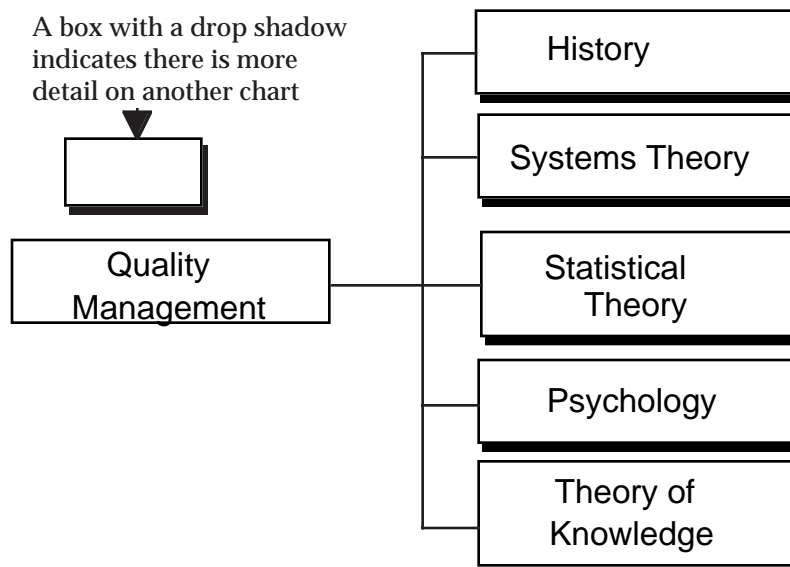 A box with a drop shadow
indicates there is more
detail on another chart
Quality
Management
History
Systems Theory
Statistical
Theory
Psychology
Theory of
Knowledge